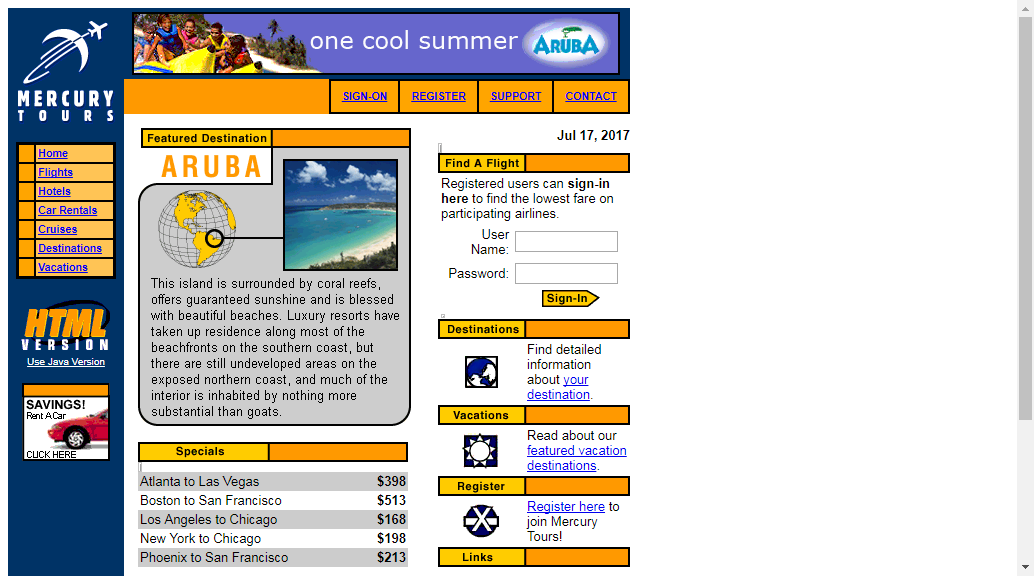 one cool summer ARUBA
MERCURY
TOURS
SIGN-ON REGISTER SUPPORT CONTACT
Home
Flights
Hotels
Car Rentals
Cruises
Destinations
Vacations
HTML
VERSION
Use Java Version
SAVINGS!
Rent A Car
CLICK HERE
Featured Destination
ARUBA
This island is surrounded by coral reefs,
offers guaranteed sunshine and is blessed
with beautiful beaches. Luxury resorts have
taken up residence along most of the
beachfronts on the southern coast, but
there are still undeveloped areas on the
exposed northern coast, and much of the
interior is inhabited by nothing more
substantial than goats.
Specials
Atlanta to Las Vegas $398
Boston to San Francisco $513
Los Angeles to Chicago $168
New York to Chicago $198
Phoenix to San Francisco $213
Jul 17, 2017
Find A Flight
Registered users can sign-in
here to find the lowest fare on
participating airlines.
User
Name:
Password:
Sign-In
Destinations
Find detailed
information
about your
destination.
Vacations
Read about our
featured vacation
destinations.
Register
Register here to
join Mercury
Tours!
Links